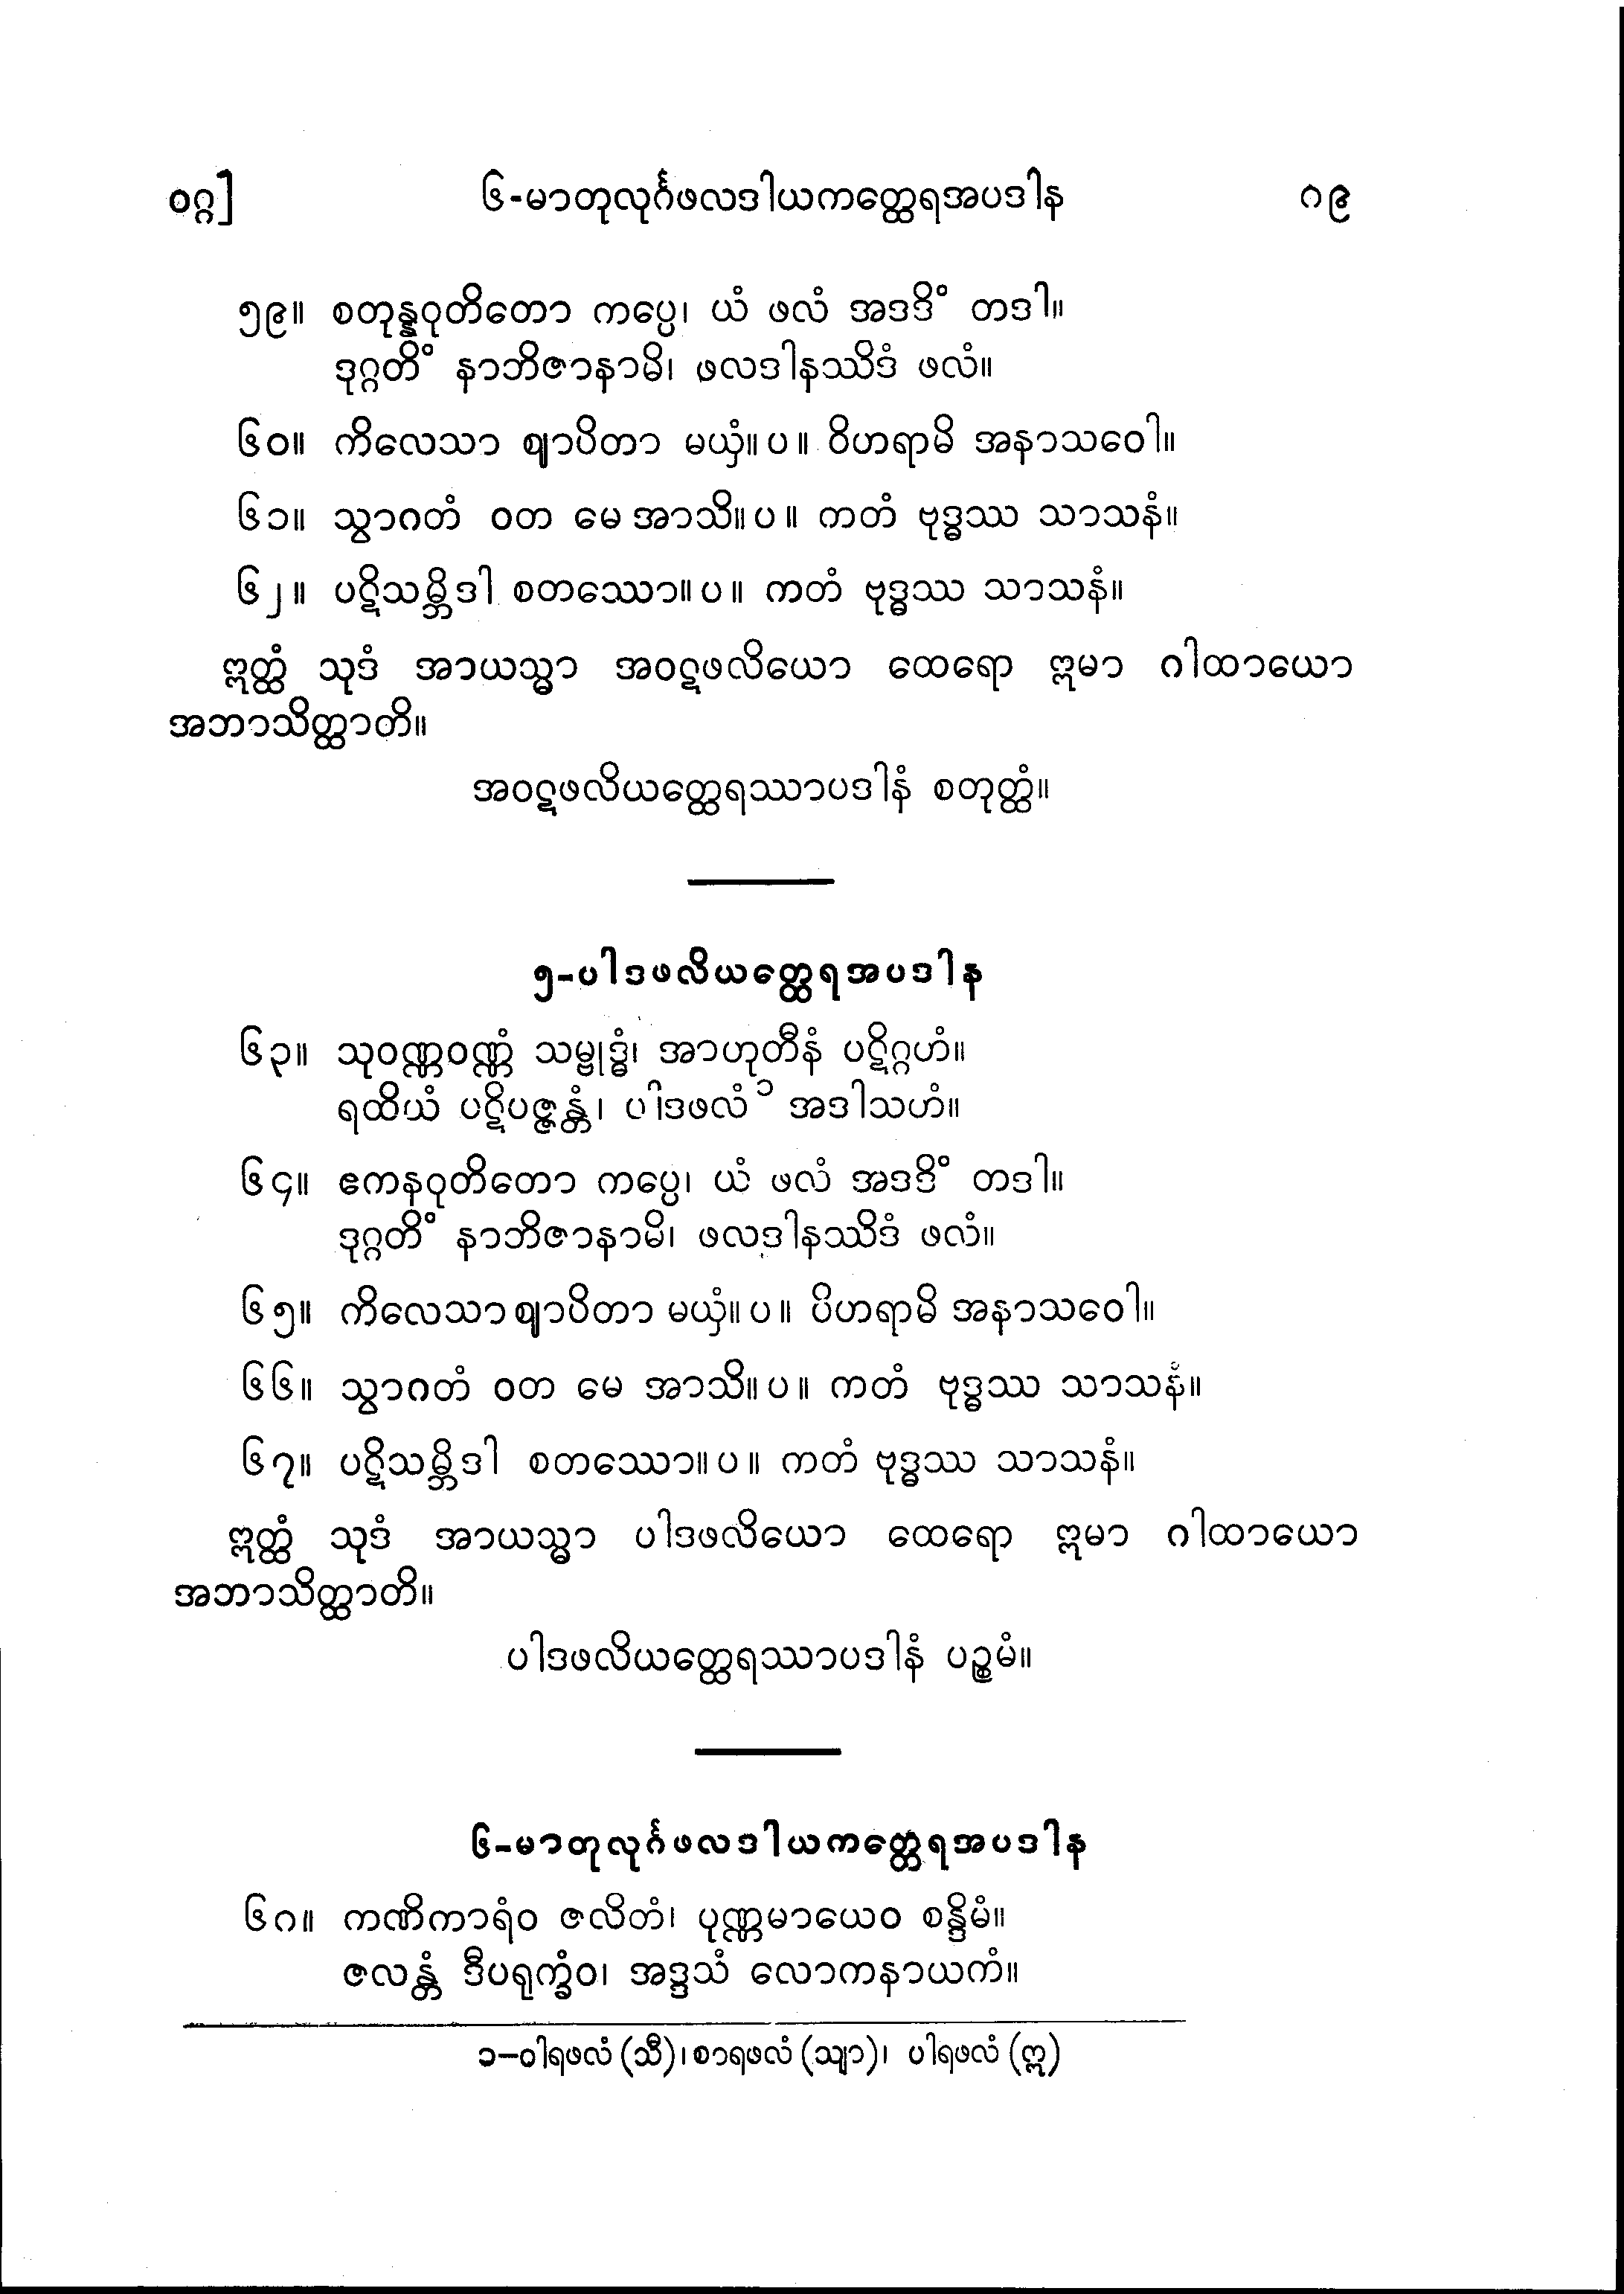 ဝဂ္ဂ]
၆-မာတုလုင်္ဂဖလဒါယကတ္ထေရအပဒါန
၈၉
၅၉။ စတုန္နဝုတိတော ကပ္ပေ၊ ယံ ဖလံ အဒဒိံ တဒါ။
ဒုဂ္ဂတိံ နာဘိဇာနာမိ၊ ဖလဒါနဿိဒံ ဖလံ။
၆၀။ ကိလေသာ ဈာပိတာ မယှံ။ပ။ ဝိဟရာမိ အနာသဝေါ။
၆၁။ သွာဂတံ ဝတ မေ အာသိ။ပ။ ကတံ ဗုဒ္ဓဿ သာသနံ။
၆၂။ ပဋိသမ္ဘိဒါ စတဿော။ပ။ ကတံ ဗုဒ္ဓဿ သာသနံ။
ဣတ္ထံ သုဒံ အာယသ္မာ အဝဋဖလိယော ထေရော ဣမာ ဂါထာယော
အဘာသိတ္ထာတိ။
အဝဋဖလိယတ္ထေရဿာပဒါနံ စတုတ္ထံ။
၅-ပါဒဖလိယတ္ထေရအပဒါန
၆၃။ သုဝဏ္ဏဝဏ္ဏံ သမ္ဗုဒ္ဓံ၊ အာဟုတီနံ ပဋိဂ္ဂဟံ။
ရထိယံ ပဋိပဇ္ဇန္တံ၊ ပါဒဖလံ ၁ အဒါသဟံ။
၆၄။ ဧကနဝုတိတော ကပ္ပေ၊ ယံ ဖလံ အဒဒိံ တဒါ။
ဒုဂ္ဂတိံ နာဘိဇာနာမိ၊ ဖလဒါနဿိဒံ ဖလံ။
၆၅။ ကိလေသာ ဈာပိတာ မယှံ။ပ။ ပိဟရာမိ အနာသဝေါ။
၆၆။ သွာဂတံ ဝတ မေ အာသိ။ပ။ ကတံ ဗုဒ္ဓဿ သာသနံ။
၆၇။ ပဋိသမ္ဘိဒါ စတဿော။ပ။ ကတံ ဗုဒ္ဓဿ သာသနံ။
ဣတ္ထံ သုဒံ အာယသ္မာ ပါဒဖလိယော ထေရော ဣမာ ဂါထာယော
အဘာသိတ္ထာတိ။
ပါဒဖလိယတ္ထေရဿာပဒါနံ ပဉ္စမံ။
၆-မာတုလုင်္ဂဖလဒါယကတ္ထေရအပဒါန
၆၈။ ကဏိကာရံဝ ဇလိတံ၊ ပုဏ္ဏမာယေဝ စန္ဒိမံ။
ဇလန္တံ ဒီပရုက္ခံဝ၊ အဒ္ဒသံ လောကနာယကံ။
၁-ဝါရဖလံ (သီ)၊ စာရဖလံ (သျာ)၊ ပါရဖလံ (ဣ)